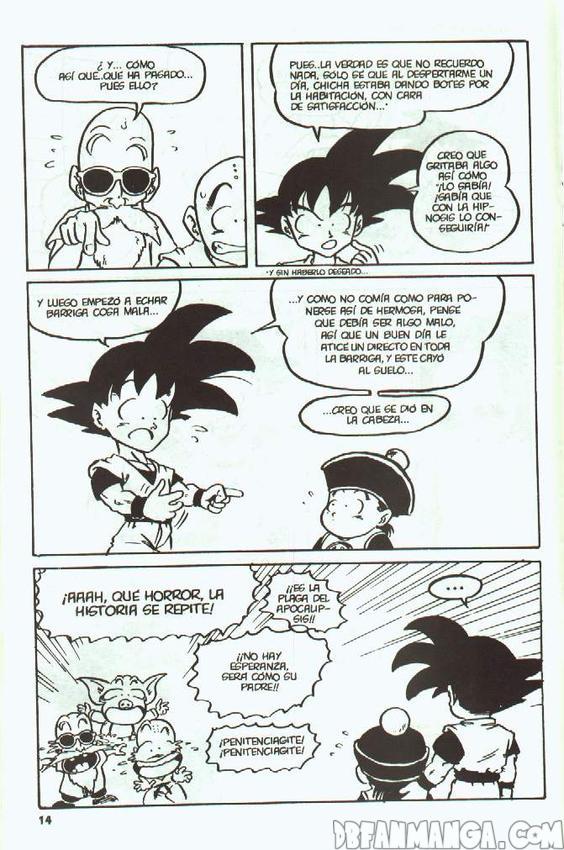 ¿ Y... CÓMO
ASÍ QUE..QUE HA PASADO...
PUES ELLO?
PUES..LA VERDAD ES QUE NO RECUERDO
NADA, SÓLO SÉ QUE AL DESPERTARME UN
DÍA, CHICHA ESTABA DANDO BOTES POR
LA HABITACIÓN, CON CARA
DE SATISFACCIÓN...*
CREO QUE
GRITABA ALGO
ASÍ CÓMO
"¡LO SABÍA!
¡SABÍA QUE
CON LA HIP-
NOSIS LO CON-
SEGUIRÍA!"
*Y SIN HABERLO DESEADO...
Y LUEGO EMPEZÓ A ECHAR
BARRIGA COSA MALA...
...Y COMO NO COMÍA COMO PARA PO-
NERSE ASÍ DE HERMOSA, PENSÉ
QUE DEBÍA SER ALGO MALO,
ASÍ QUE UN BUEN DÍA LE
ATICÉ UN DIRECTO EN TODA
LA BARRIGA, Y ESTE CAYÓ
AL SUELO...
...CREO QUE SE DIÓ EN
LA CABEZA...
¡AAAH, QUE HORROR, LA
HISTORIA SE REPITE!
¡¡ES LA
PLAGA DEL
APOCALIP-
SIS!!
...
¡¡NO HAY
ESPERANZA,
SERÁ CÓMO SU
PADRE!!
¡PENITENCIAGITE!
¡PENITENCIAGITE!
14
DBFANMANGA.COM